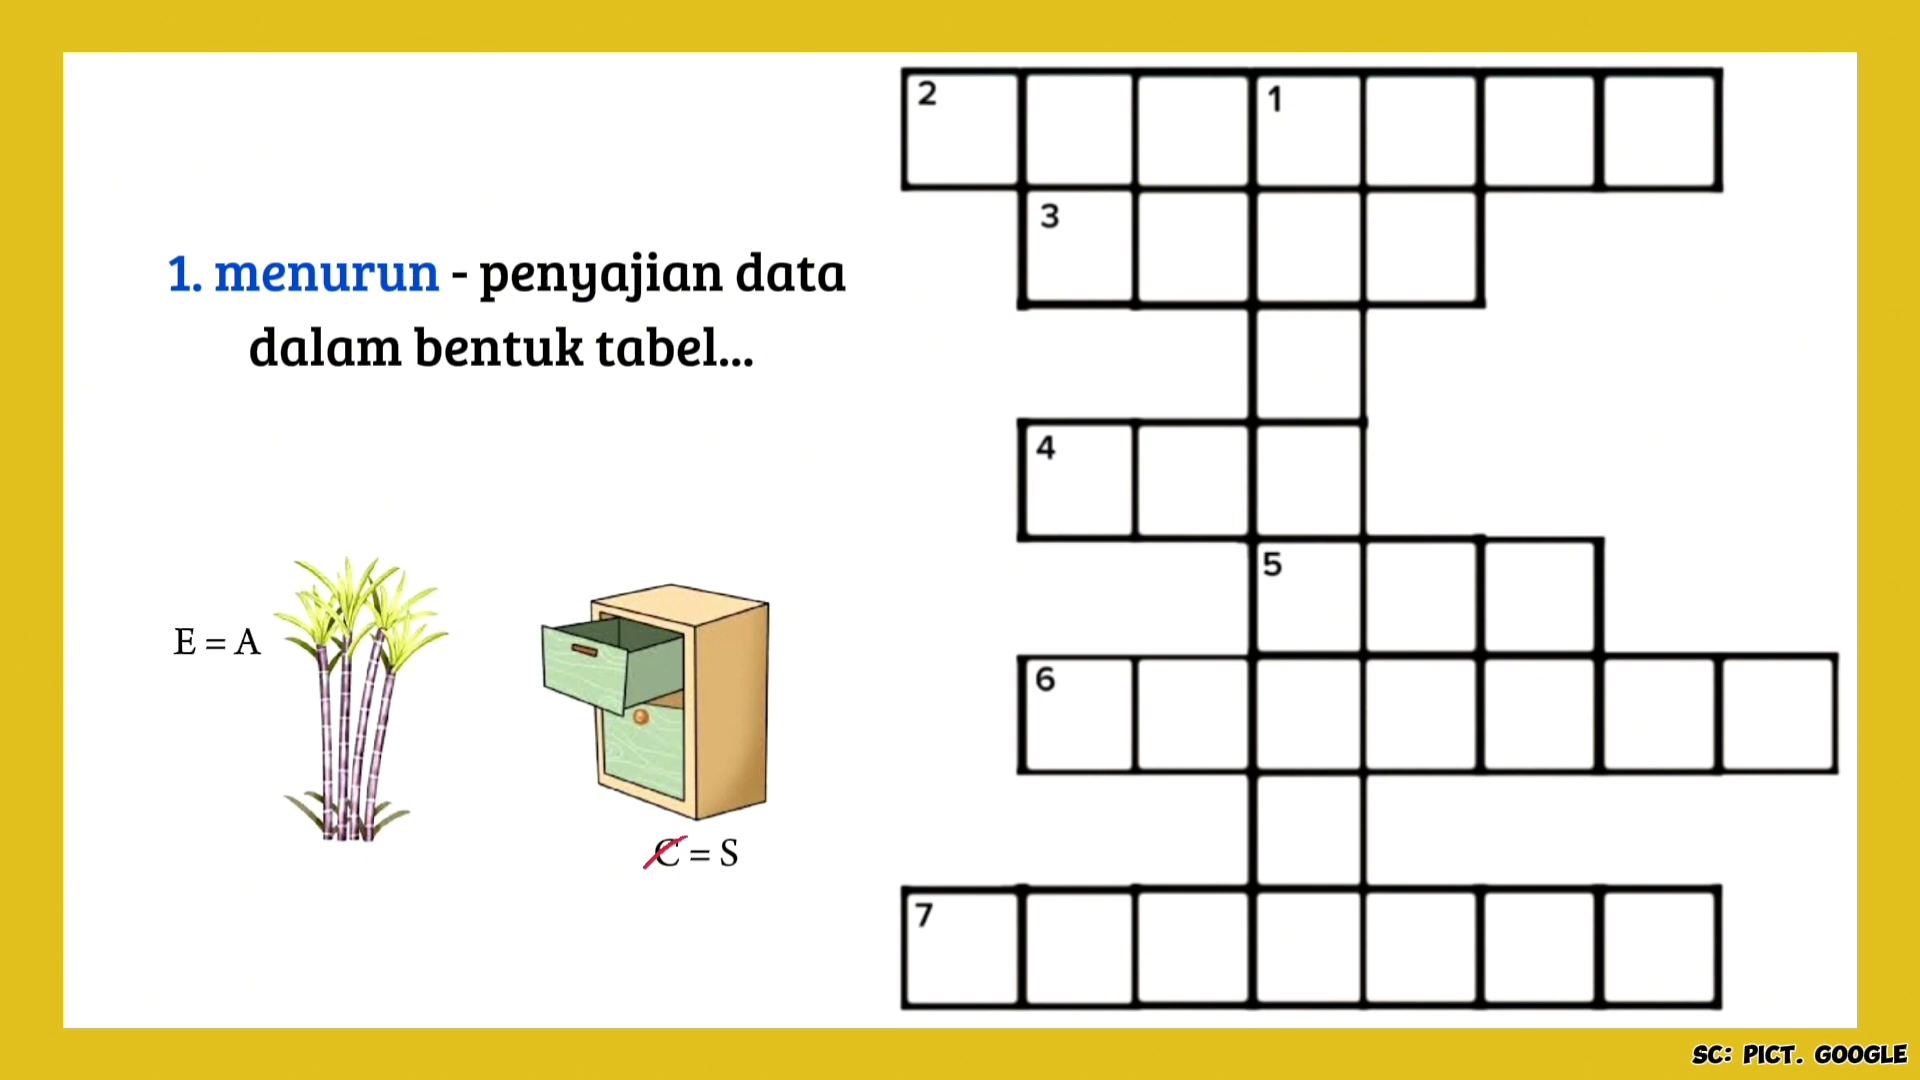 1. menurun - penyajian data
dalam bentuk tabel...
E = A
C = S
2
1
3
4
5
6
7
SC: PICT. GOOGLE